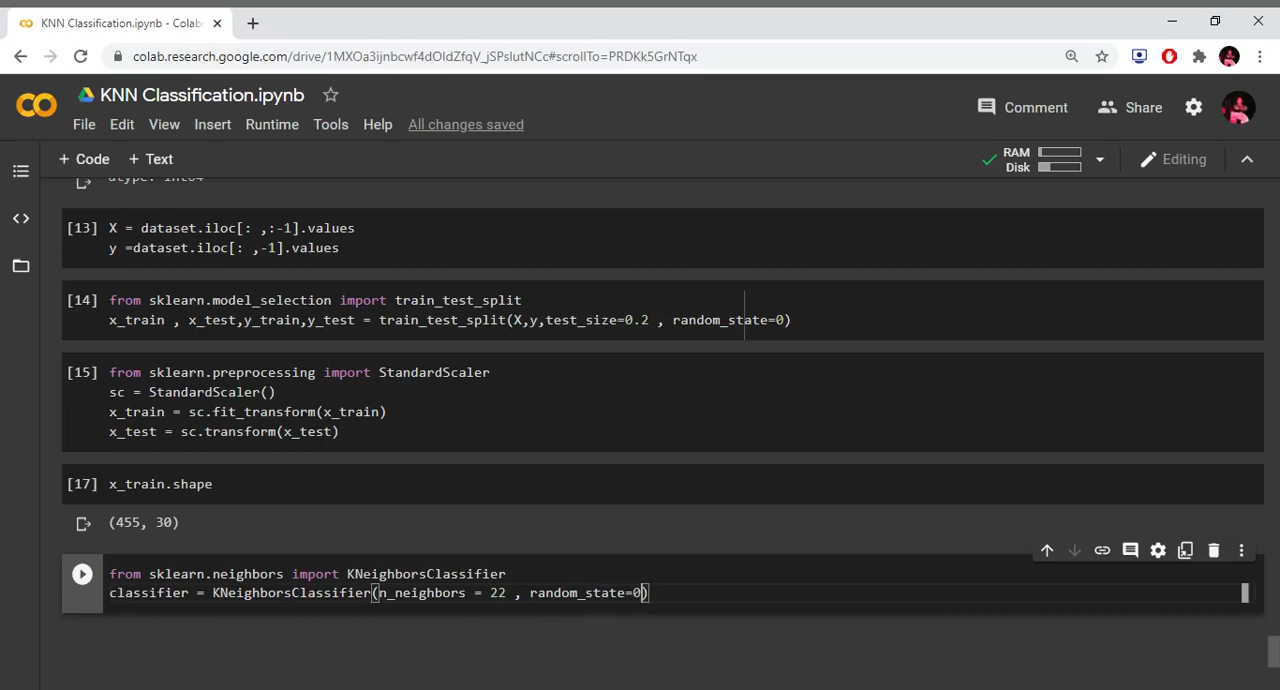 KNN Classification.ipynb - Colab
colab.research.google.com/drive/1MXOa3ijnbcwf4dOldZfqV_jSPslutNCc#scrollTo=PRDKk5GrNTqx
KNN Classification.ipynb
Comment Share
File Edit View Insert Runtime Tools Help All changes saved
+ Code + Text
RAM
Disk
Editing
[13] X = dataset.iloc[: ,:-1].values
y =dataset.iloc[: ,-1].values
[14] from sklearn.model_selection import train_test_split
x_train , x_test,y_train,y_test = train_test_split(X,y,test_size=0.2 , random_state=0)
[15] from sklearn.preprocessing import StandardScaler
sc = StandardScaler()
x_train = sc.fit_transform(x_train)
x_test = sc.transform(x_test)
[17] x_train.shape
(455, 30)
from sklearn.neighbors import KNeighborsClassifier
classifier = KNeighborsClassifier(n_neighbors = 22 , random_state=0)